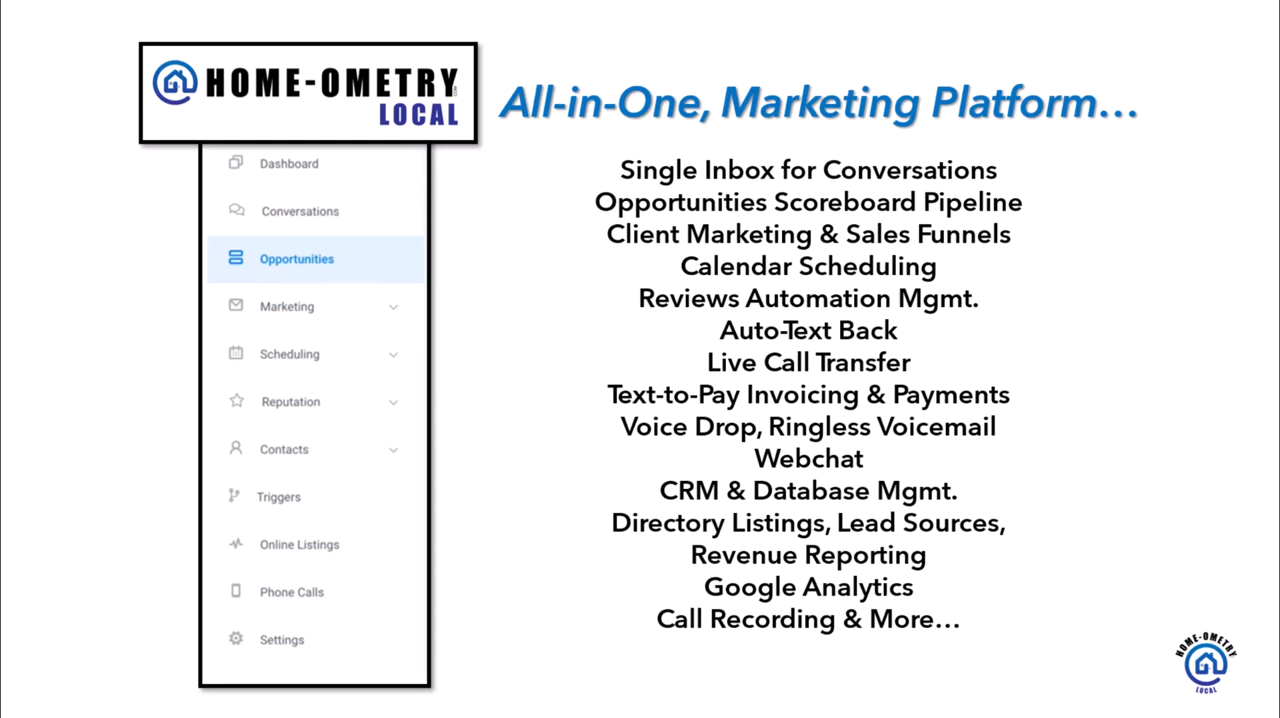 HOME-OMETRY
LOCAL
All-in-One, Marketing Platform...
Dashboard
Conversations
Opportunities
Marketing
Scheduling
Reputation
Contacts
Triggers
Online Listings
Phone Calls
Settings
Single Inbox for Conversations
Opportunities Scoreboard Pipeline
Client Marketing & Sales Funnels
Calendar Scheduling
Reviews Automation Mgmt.
Auto-Text Back
Live Call Transfer
Text-to-Pay Invoicing & Payments
Voice Drop, Ringless Voicemail
Webchat
CRM & Database Mgmt.
Directory Listings, Lead Sources,
Revenue Reporting
Google Analytics
Call Recording & More...
HOME-OMETRY
LOCAL